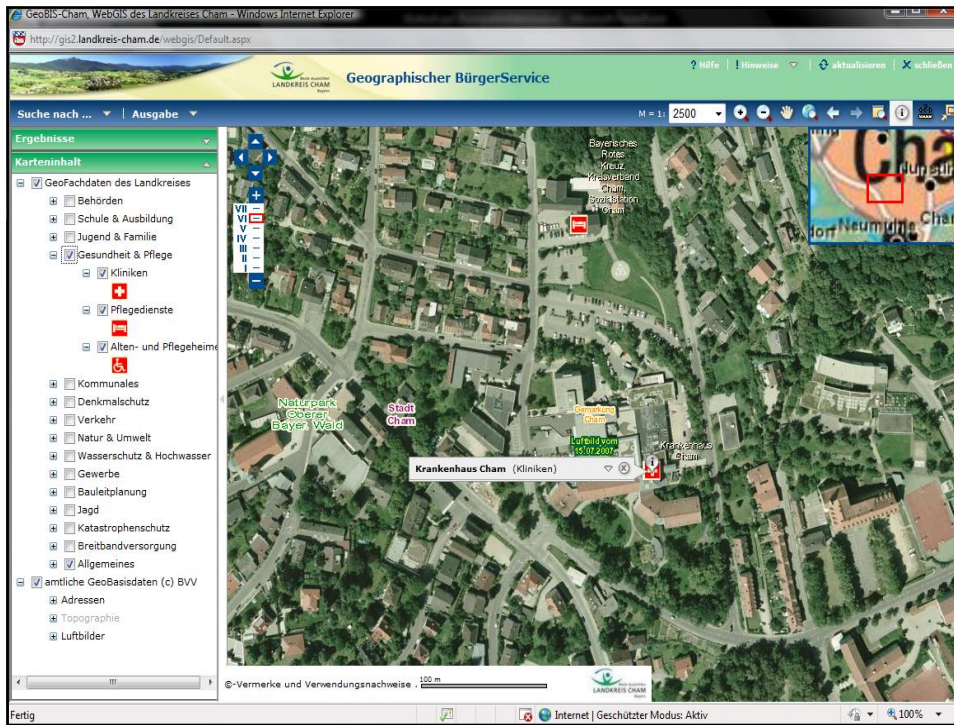 GeoBIS-Cham, WebGIS des Landkreises Cham - Windows Internet Explorer
http://gis2.landkreis-cham.de/webgis/Default.aspx
LANDKREIS CHAM
Bayern
Geographischer BürgerService
? Hilfe | ! Hinweise | aktualisieren | X schließen
Suche nach ... | Ausgabe
M = 1: 2500
Ergebnisse
Karteninhalt
GeoFachdaten des Landkreises
Behörden
Schule & Ausbildung
Jugend & Familie
Gesundheit & Pflege
Kliniken
Pflegedienste
Alten- und Pflegeheime
Kommunales
Denkmalschutz
Verkehr
Natur & Umwelt
Wasserschutz & Hochwasser
Gewerbe
Bauleitplanung
Jagd
Katastrophenschutz
Breitbandversorgung
Allgemeines
amtliche GeoBasisdaten (c) BVV
Adressen
Topographie
Luftbilder
VII
VI
V
IV
III
II
I
Bayerisches
Rotes
Kreuz,
Kreisverband
Cham,
Sozialstation
Cham
Cha
Neumühle
Cham
Naturpark
Oberer
Bayer. Wald
Stadt
Cham
Gemarkung
Cham
Luftbild vom
15.07.2007
Krankenhaus
Cham
Krankenhaus Cham (Kliniken)
©-Vermerke und Verwendungsnachweise . 100 m
LANDKREIS CHAM
Fertig
Internet | Geschützter Modus: Aktiv
100%